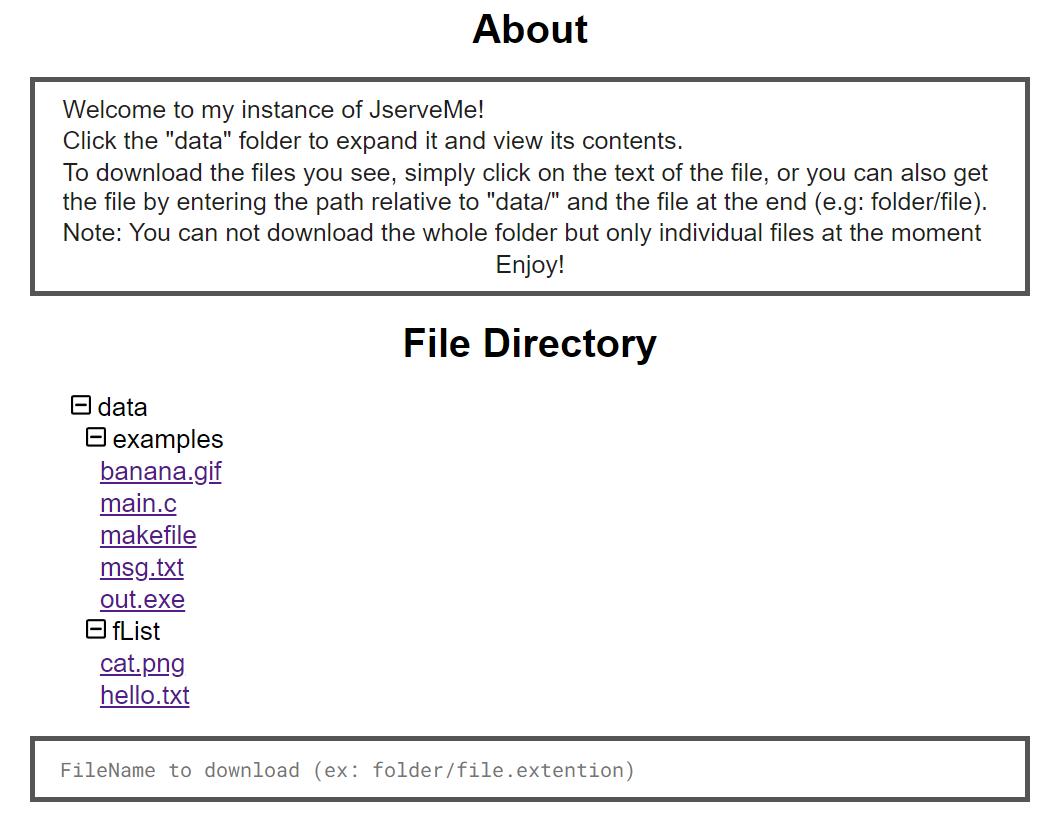 About
Welcome to my instance of JserveMe!
Click the "data" folder to expand it and view its contents.
To download the files you see, simply click on the text of the file, or you can also get
the file by entering the path relative to "data/" and the file at the end (e.g: folder/file).
Note: You can not download the whole folder but only individual files at the moment
Enjoy!
File Directory
data
examples
banana.gif
main.c
makefile
msg.txt
out.exe
fList
cat.png
hello.txt
FileName to download (ex: folder/file.extention)